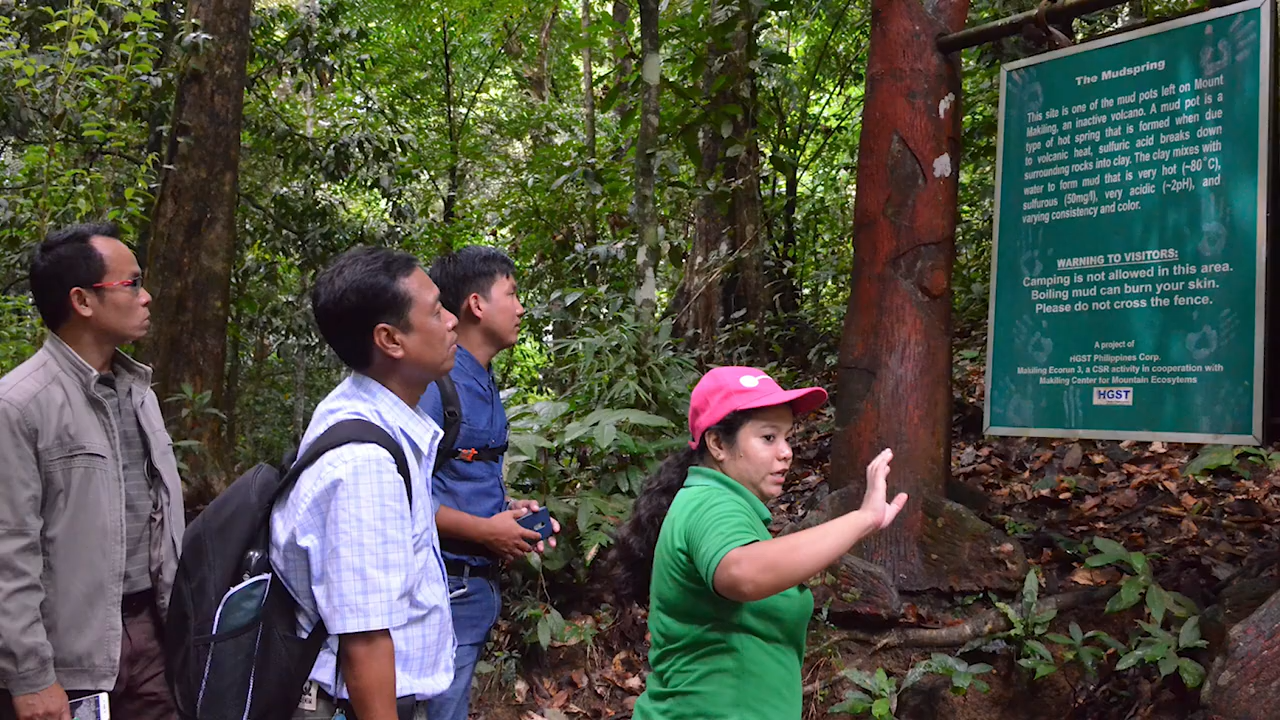 The Mudspring
This site is one of the mud pots left on Mount
Makiling, an inactive volcano. A mud pot is a
type of hot spring that is formed when due
to volcanic heat, sulfuric acid breaks down
surrounding rocks into clay. The clay mixes with
water to form mud that is very hot (~80°C),
sulfurous (50mg/l), very acidic (~2pH), and
varying consistency and color.
WARNING TO VISITORS:
Camping is not allowed in this area.
Boiling mud can burn your skin.
Please do not cross the fence.
A project of
HGST Philippines Corp.
Makiling Ecorun 3, a CSR activity in cooperation with
Makiling Center for Mountain Ecosystems
HGST